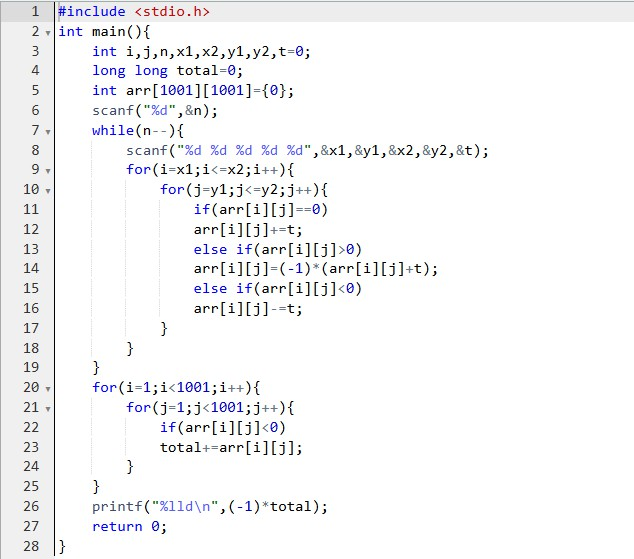 1 #include <stdio.h>
2 int main(){
3 int i,j,n,x1,x2,y1,y2,t=0;
4 long long total=0;
5 int arr[1001][1001]={0};
6 scanf("%d",&n);
7 while(n--){
8 scanf("%d %d %d %d %d",&x1,&y1,&x2,&y2,&t);
9 for(i=x1;i<=x2;i++){
10 for(j=y1;j<=y2;j++){
11 if(arr[i][j]==0)
12 arr[i][j]+=t;
13 else if(arr[i][j]>0)
14 arr[i][j]=(-1)*(arr[i][j]+t);
15 else if(arr[i][j]<0)
16 arr[i][j]-=t;
17 }
18 }
19 }
20 for(i=1;i<1001;i++){
21 for(j=1;j<1001;j++){
22 if(arr[i][j]<0)
23 total+=arr[i][j];
24 }
25 }
26 printf("%lld\n",(-1)*total);
27 return 0;
28 }